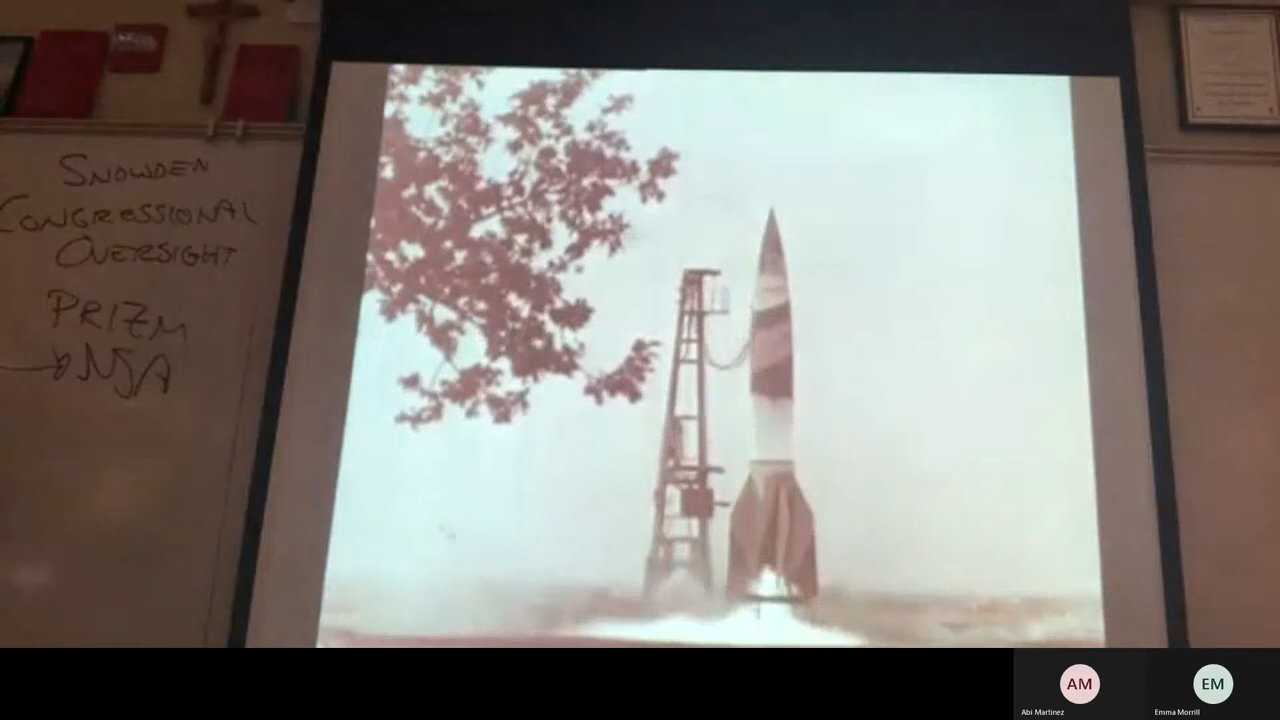 SNOWDEN
CONGRESSIONAL
OVERSIGHT
PRIZM
NSA
AM
EM
Abi Martinez
Emma Morrill